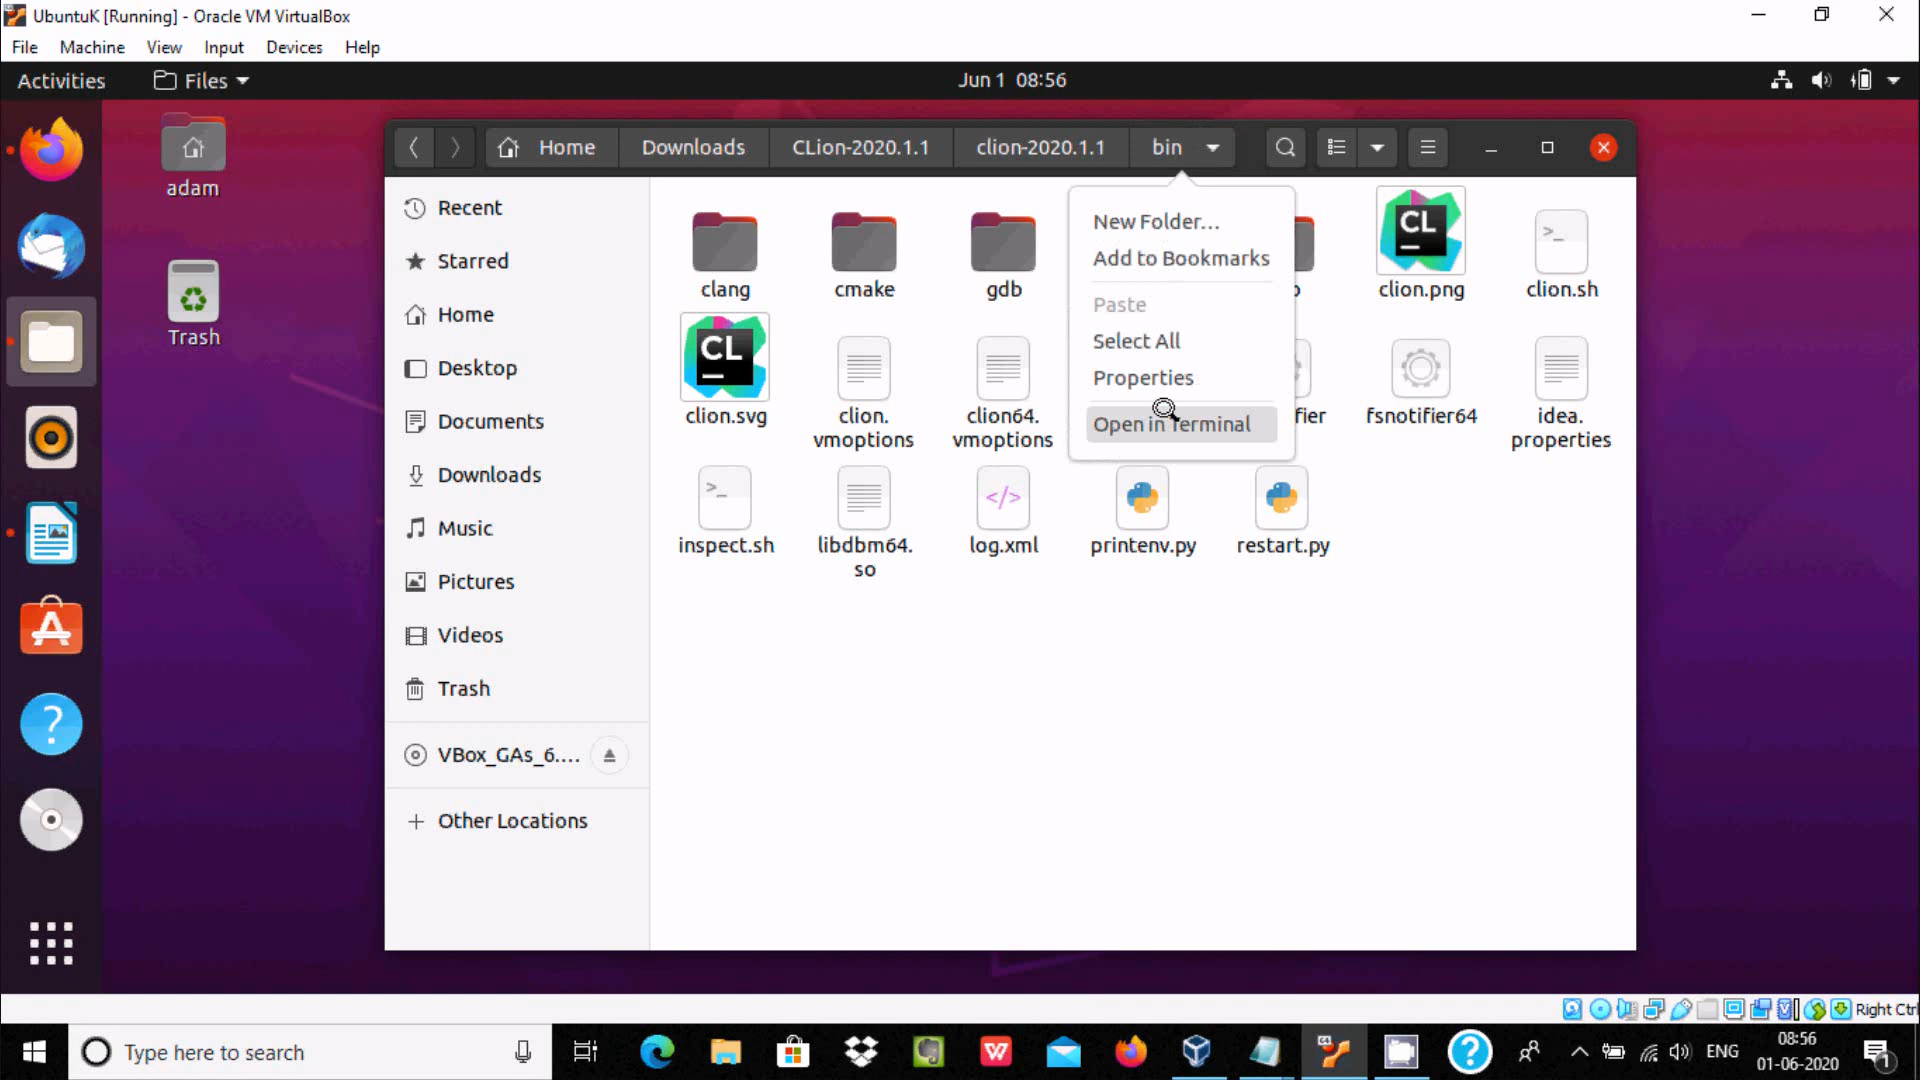 UbuntuK [Running] - Oracle VM VirtualBox
File Machine View Input Devices Help
Activities Files Jun 1 08:56
adam
Trash
Home Downloads CLion-2020.1.1 clion-2020.1.1 bin
Recent
Starred
Home
Desktop
Documents
Downloads
Music
Pictures
Videos
Trash
VBox_GAs_6....
Other Locations
New Folder...
Add to Bookmarks
Paste
Select All
Properties
Open in Terminal
CL
clang cmake gdb clion.png clion.sh
CL
clion.svg clion. clion64. fier fsnotifier64 idea.
vmoptions vmoptions properties
inspect.sh libdbm64. log.xml printenv.py restart.py
so
Right Ctrl
Type here to search
W
ENG
08:56
01-06-2020
1